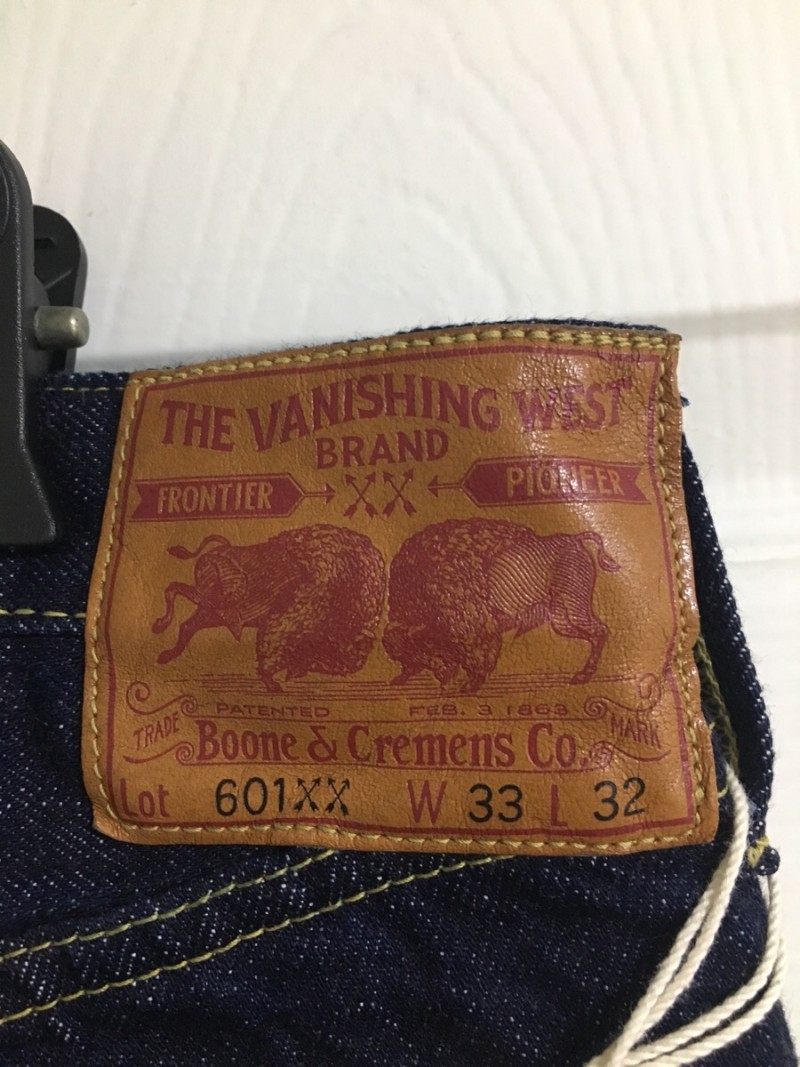 THE VANISHING WEST
BRAND
FRONTIER PIONEER
PATENTED FEB. 3 1863
TRADE MARK
Boone & Cremens Co.
Lot 601XX W 33 L 32